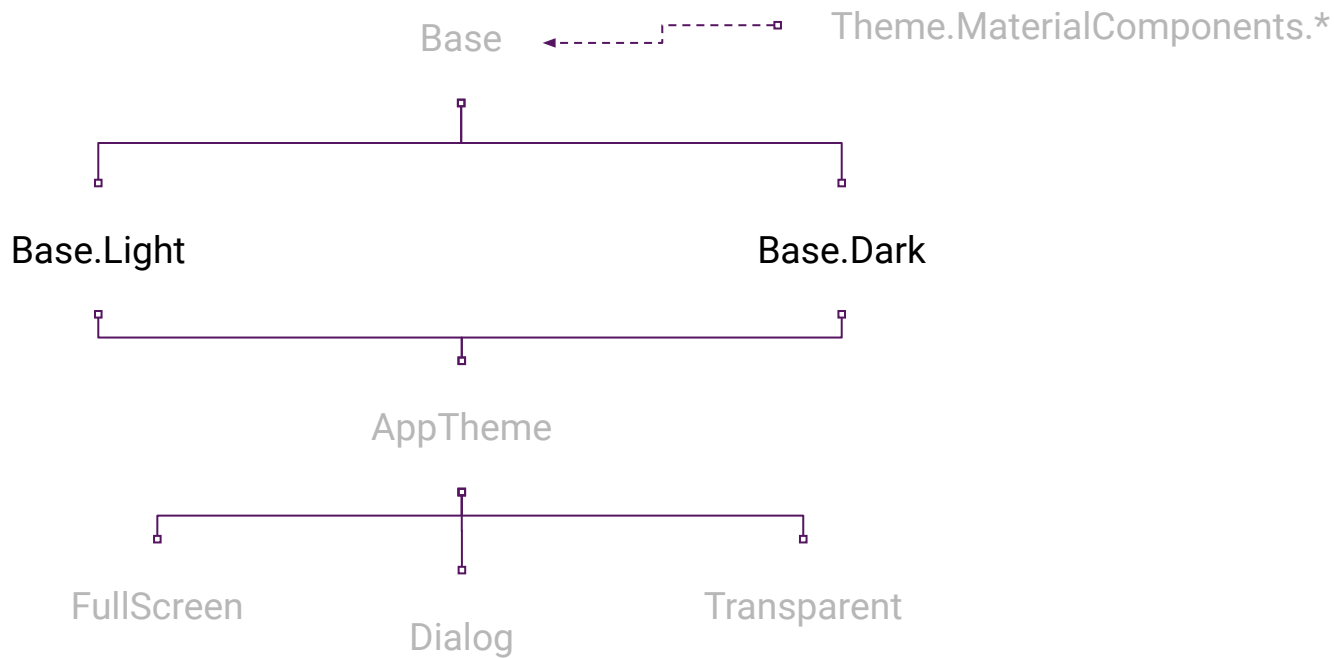 Base
Theme.MaterialComponents.*
Base.Light
Base.Dark
AppTheme
FullScreen
Dialog
Transparent